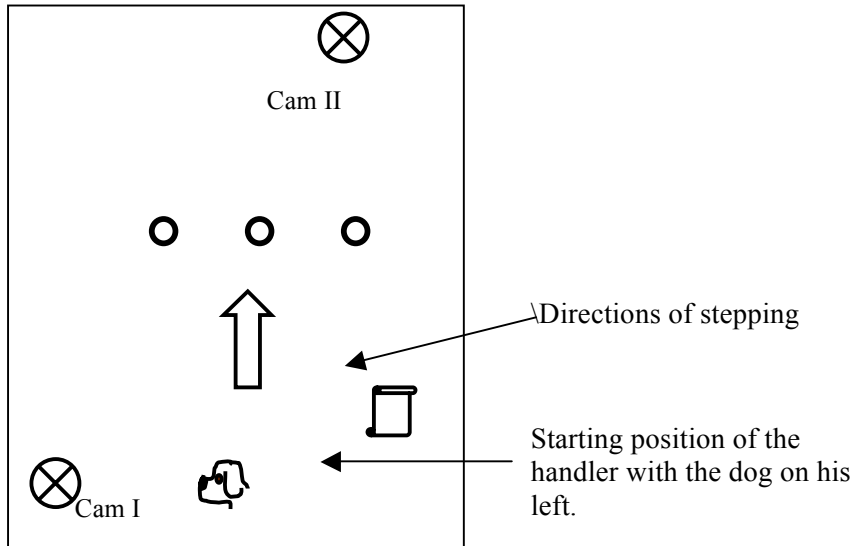 Cam II
\Directions of stepping
Starting position of the
handler with the dog on his
left.
Cam I